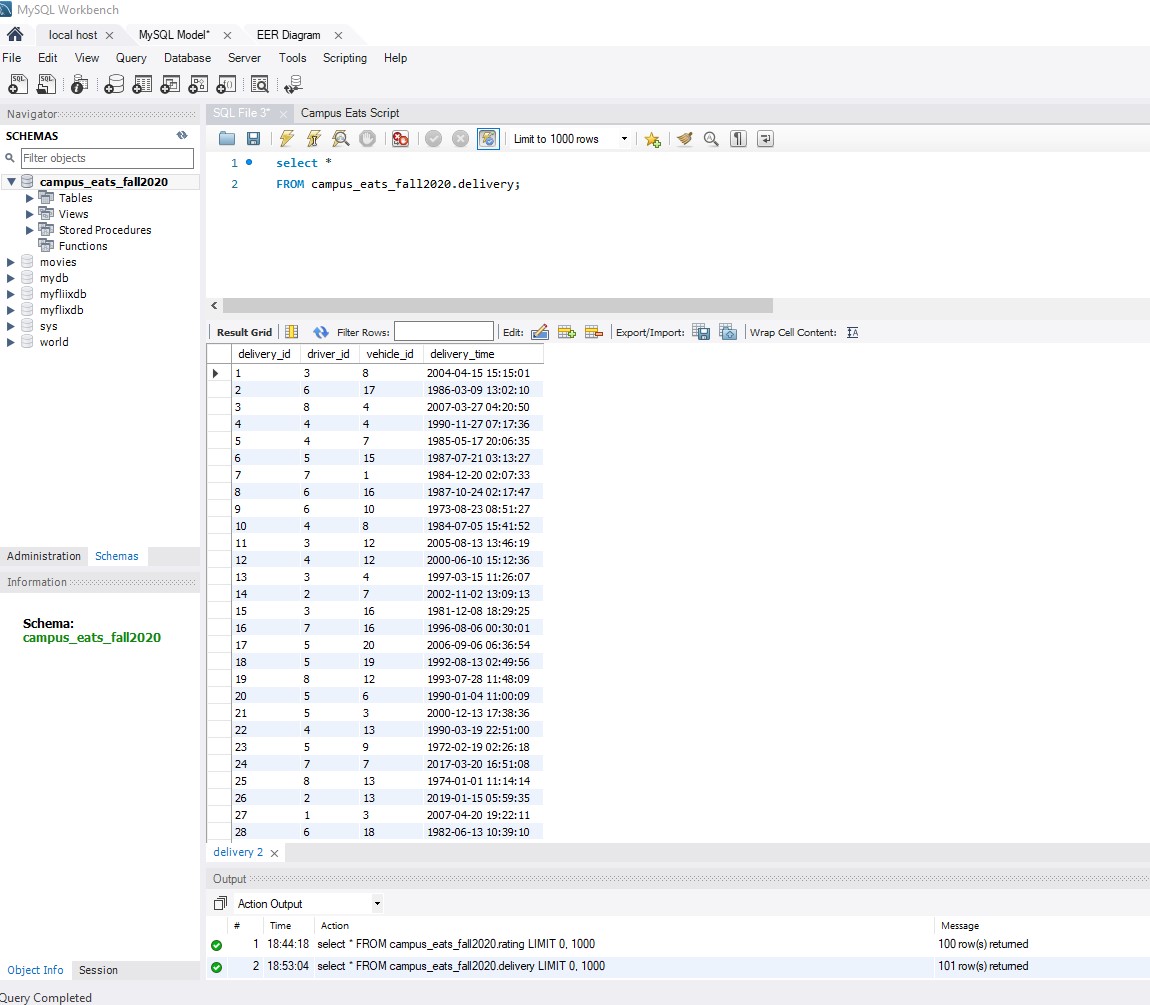 MySQL Workbench
local host
MySQL Model*
EER Diagram
File Edit View Query Database Server Tools Scripting Help
Navigator
SCHEMAS
Filter objects
campus_eats_fall2020
Tables
Views
Stored Procedures
Functions
movies
mydb
myfliixdb
myflixdb
sys
world
Administration Schemas
Information
Schema:
campus_eats_fall2020
Object Info Session
Query Completed
SQL File 3* Campus Eats Script
Limit to 1000 rows
1 select *
2 FROM campus_eats_fall2020.delivery;
Result Grid Filter Rows: Edit: Export/Import: Wrap Cell Content:
delivery_id driver_id vehicle_id delivery_time
1 3 8 2004-04-15 15:15:01
2 6 17 1986-03-09 13:02:10
3 8 4 2007-03-27 04:20:50
4 4 4 1990-11-27 07:17:36
5 4 7 1985-05-17 20:06:35
6 5 15 1987-07-21 03:13:27
7 7 1 1984-12-20 02:07:33
8 6 16 1987-10-24 02:17:47
9 6 10 1973-08-23 08:51:27
10 4 8 1984-07-05 15:41:52
11 3 12 2005-08-13 13:46:19
12 4 12 2000-06-10 15:12:36
13 3 4 1997-03-15 11:26:07
14 2 7 2002-11-02 13:09:13
15 3 16 1981-12-08 18:29:25
16 7 16 1996-08-06 00:30:01
17 5 20 2006-09-06 06:36:54
18 5 19 1992-08-13 02:49:56
19 8 12 1993-07-28 11:48:09
20 5 6 1990-01-04 11:00:09
21 5 3 2000-12-13 17:38:36
22 4 13 1990-03-19 22:51:00
23 5 9 1972-02-19 02:26:18
24 7 7 2017-03-20 16:51:08
25 8 13 1974-01-01 11:14:14
26 2 13 2019-01-15 05:59:35
27 1 3 2007-04-20 19:22:11
28 6 18 1982-06-13 10:39:10
delivery 2
Output
Action Output
# Time Action Message
1 18:44:18 select * FROM campus_eats_fall2020.rating LIMIT 0, 1000 100 row(s) returned
2 18:53:04 select * FROM campus_eats_fall2020.delivery LIMIT 0, 1000 101 row(s) returned